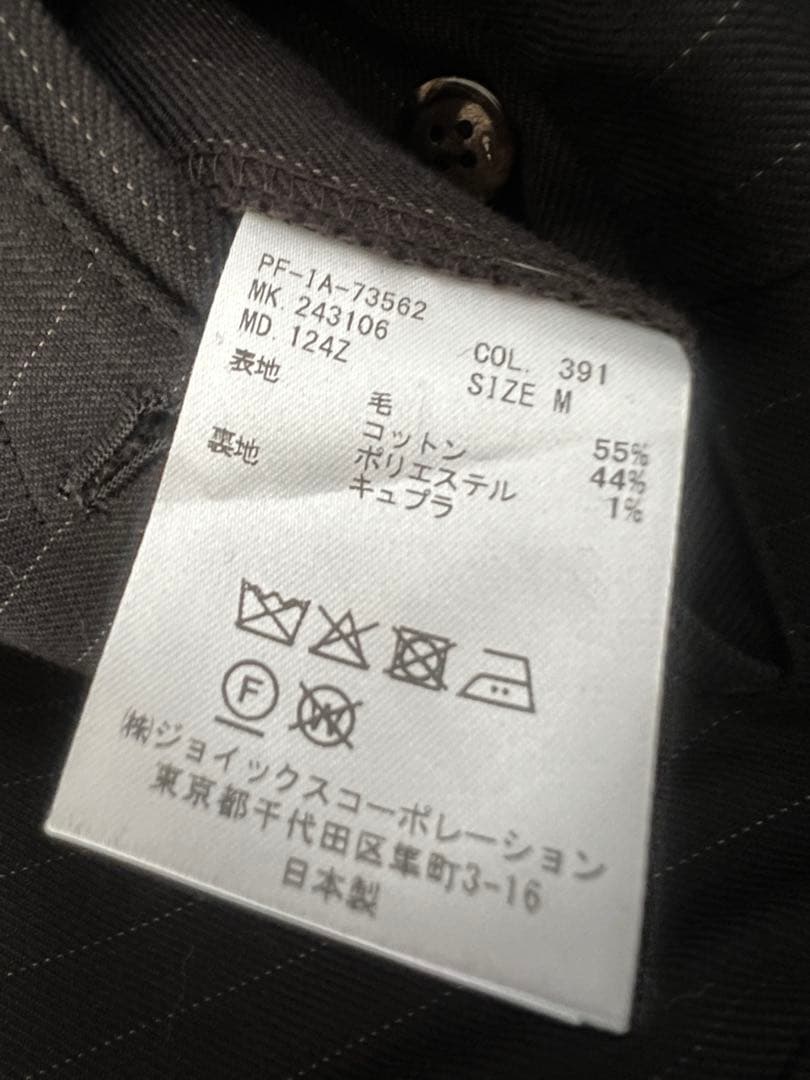 PF-1A-73562
MK. 243106 COL. 391
MD. 124Z SIZE M
表地 毛 55%
コットン 44%
ポリエステル 1%
裏地 キュプラ
F
W
㈱ジョイックスコーポレーション
東京都千代田区隼町3-16
日本製